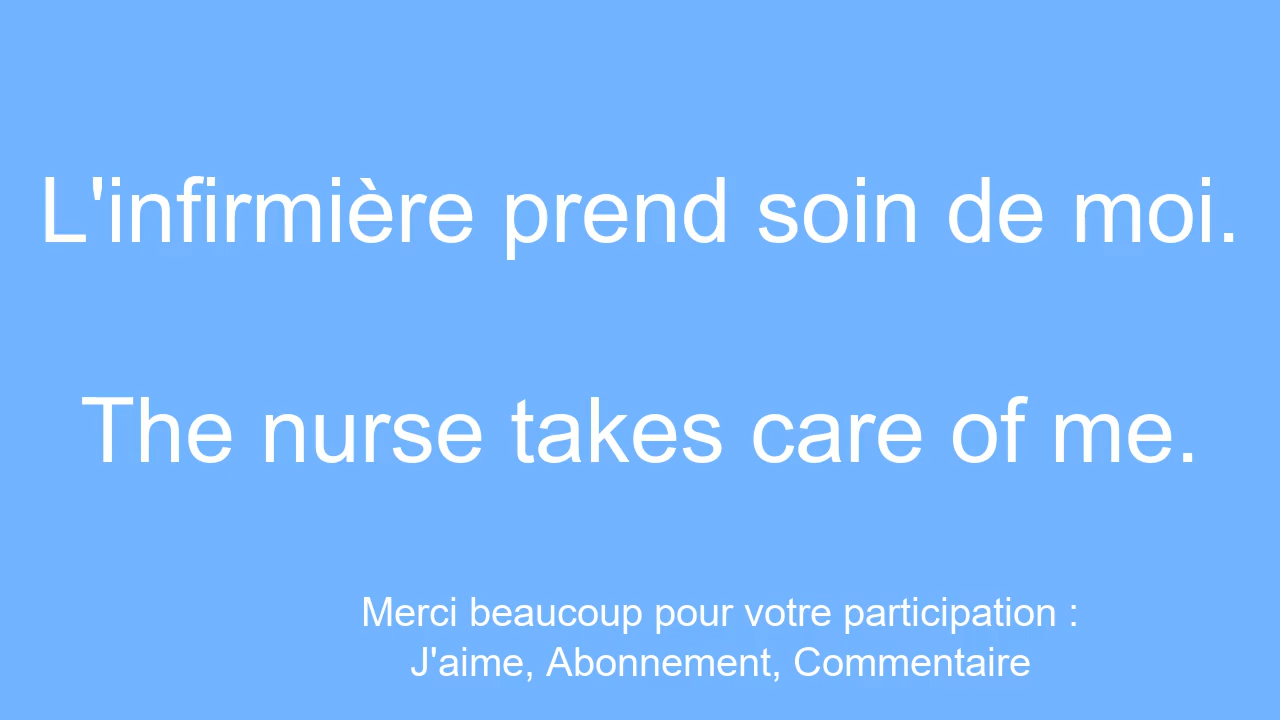 L'infirmière prend soin de moi.
The nurse takes care of me.
Merci beaucoup pour votre participation :
J'aime, Abonnement, Commentaire